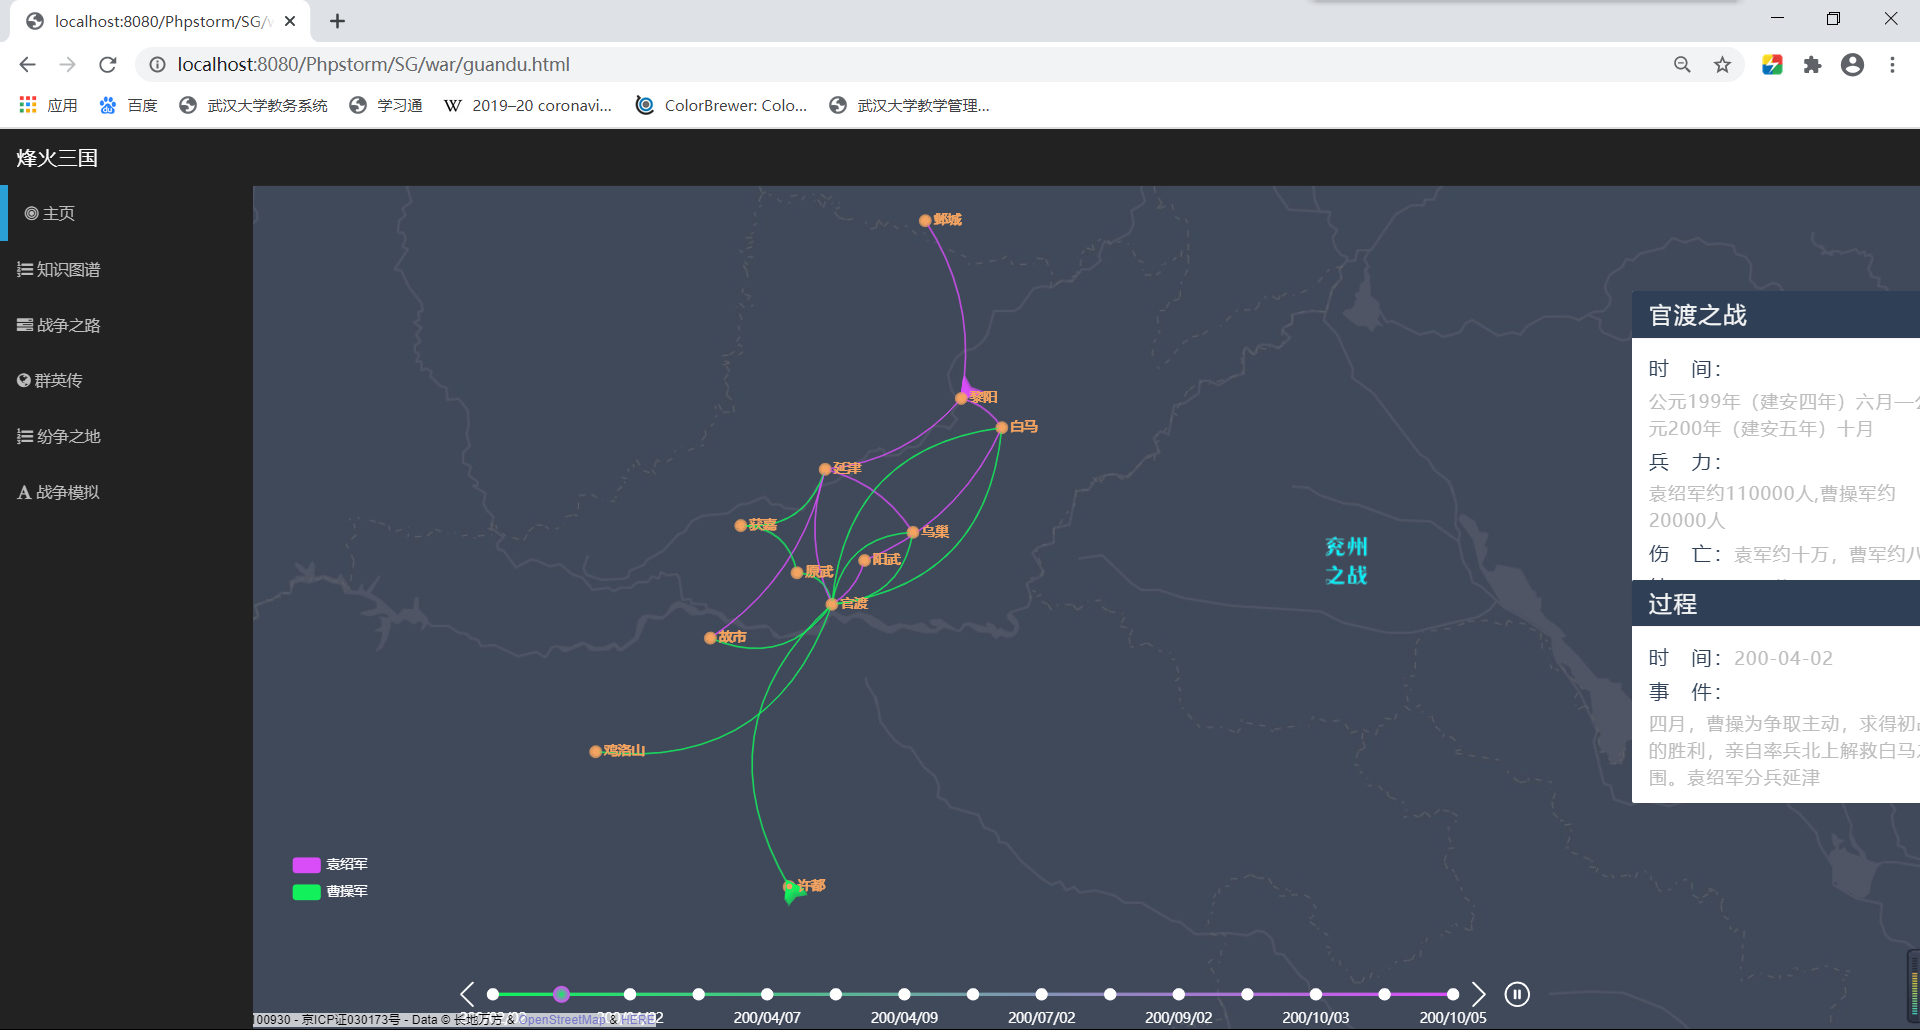 localhost:8080/Phpstorm/SG/w
localhost:8080/Phpstorm/SG/war/guandu.html
应用
百度
武汉大学教务系统
学习通
W 2019–20 coronavi...
ColorBrewer: Colo...
武汉大学教学管理...
烽火三国
主页
知识图谱
战争之路
群英传
纷争之地
战争模拟
邺城
黎阳
白马
延津
获嘉
乌巢
阳武
原武
官渡
故市
鸡洛山
许都
兖州
之战
官渡之战
时 间：
公元199年（建安四年）六月—公
元200年（建安五年）十月
兵 力：
袁绍军约110000人,曹操军约
20000人
伤 亡：袁军约十万，曹军约八
过程
时 间：200-04-02
事 件：
四月，曹操为争取主动，求得初
的胜利，亲自率兵北上解救白马之
围。袁绍军分兵延津
袁绍军
曹操军
200/04/07
200/04/09
200/07/02
200/09/02
200/10/03
200/10/05
100930 - 京ICP证030173号 - Data © 长地万方 & OpenStreetMap & HERE